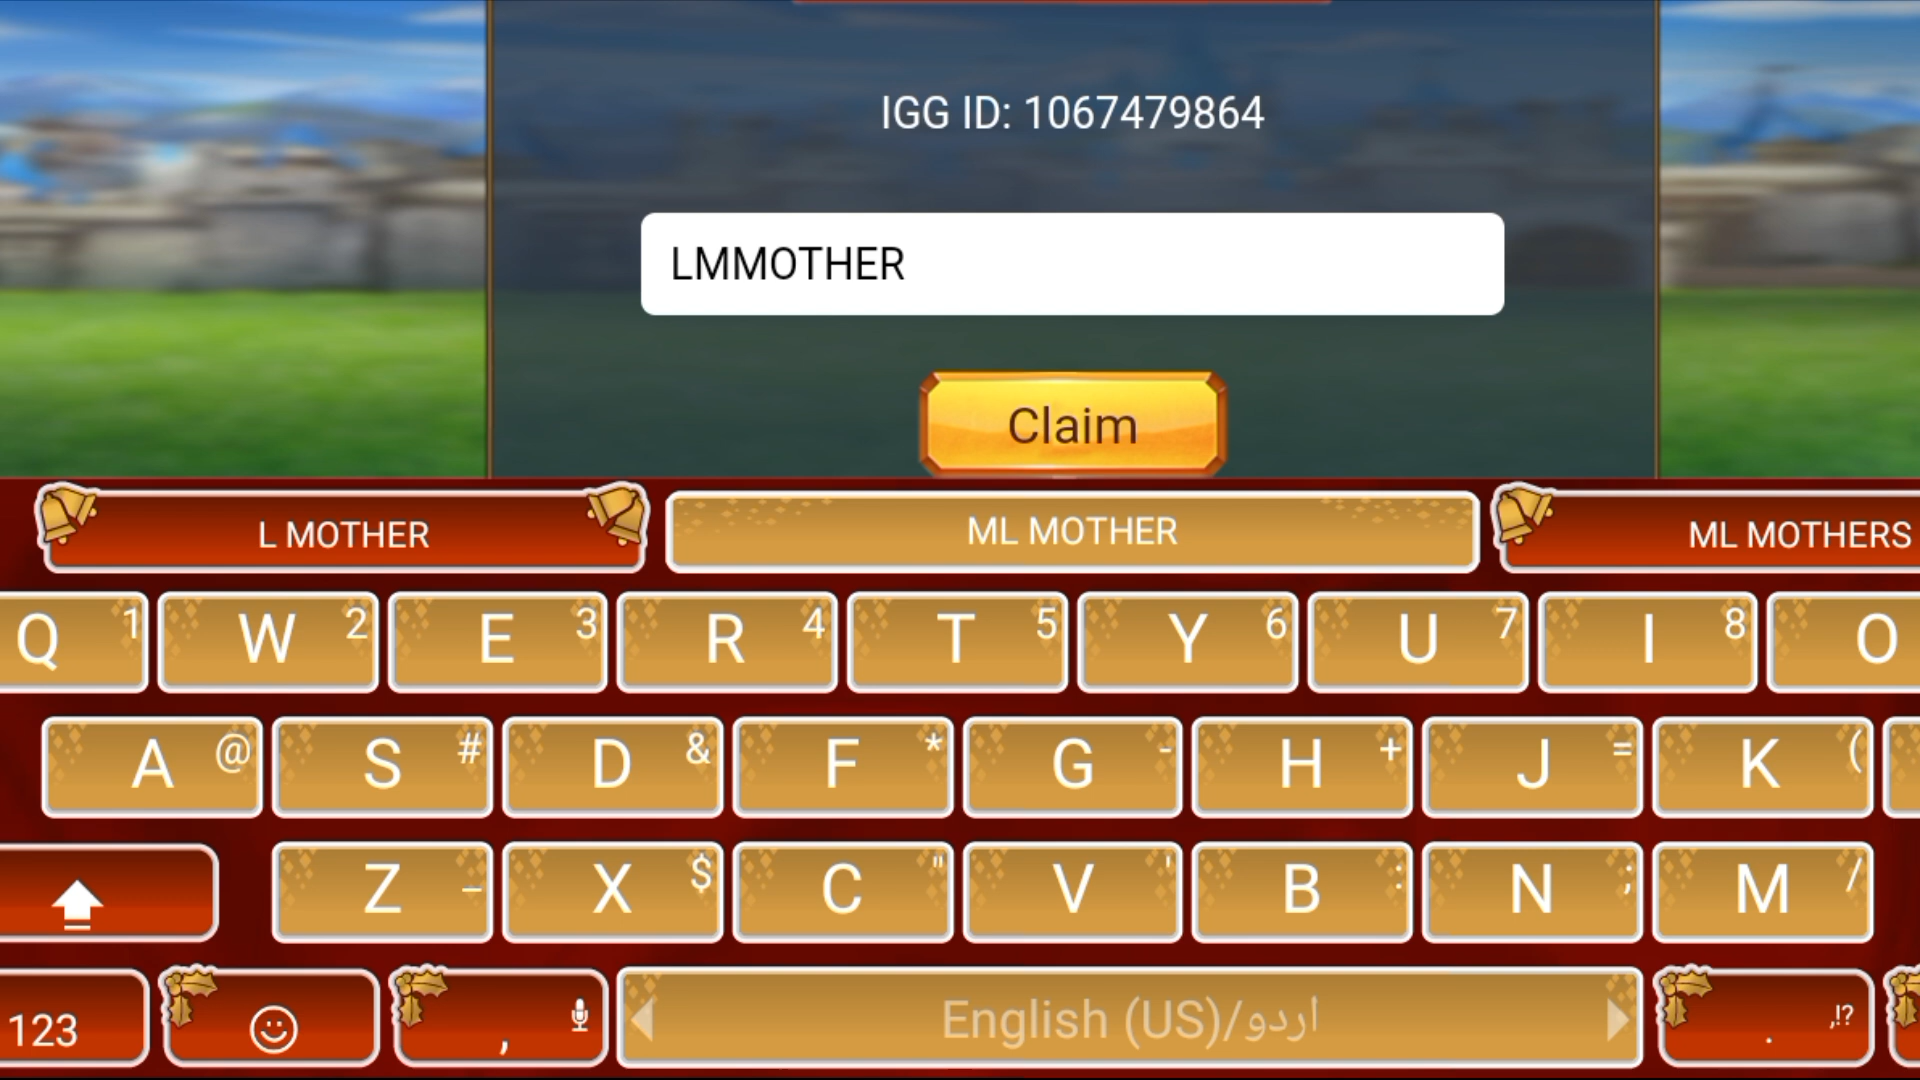 IGG ID: 1067479864
LMMOTHER
Claim
L MOTHER ML MOTHER ML MOTHERS
Q 1 W 2 E 3 R 4 T 5 Y 6 U 7 I 8 O
A @ S # D & F * G - H + J = K (
Z _ X $ C " V ' B : N ; M /
123 , English (US)/اردو . ,!?